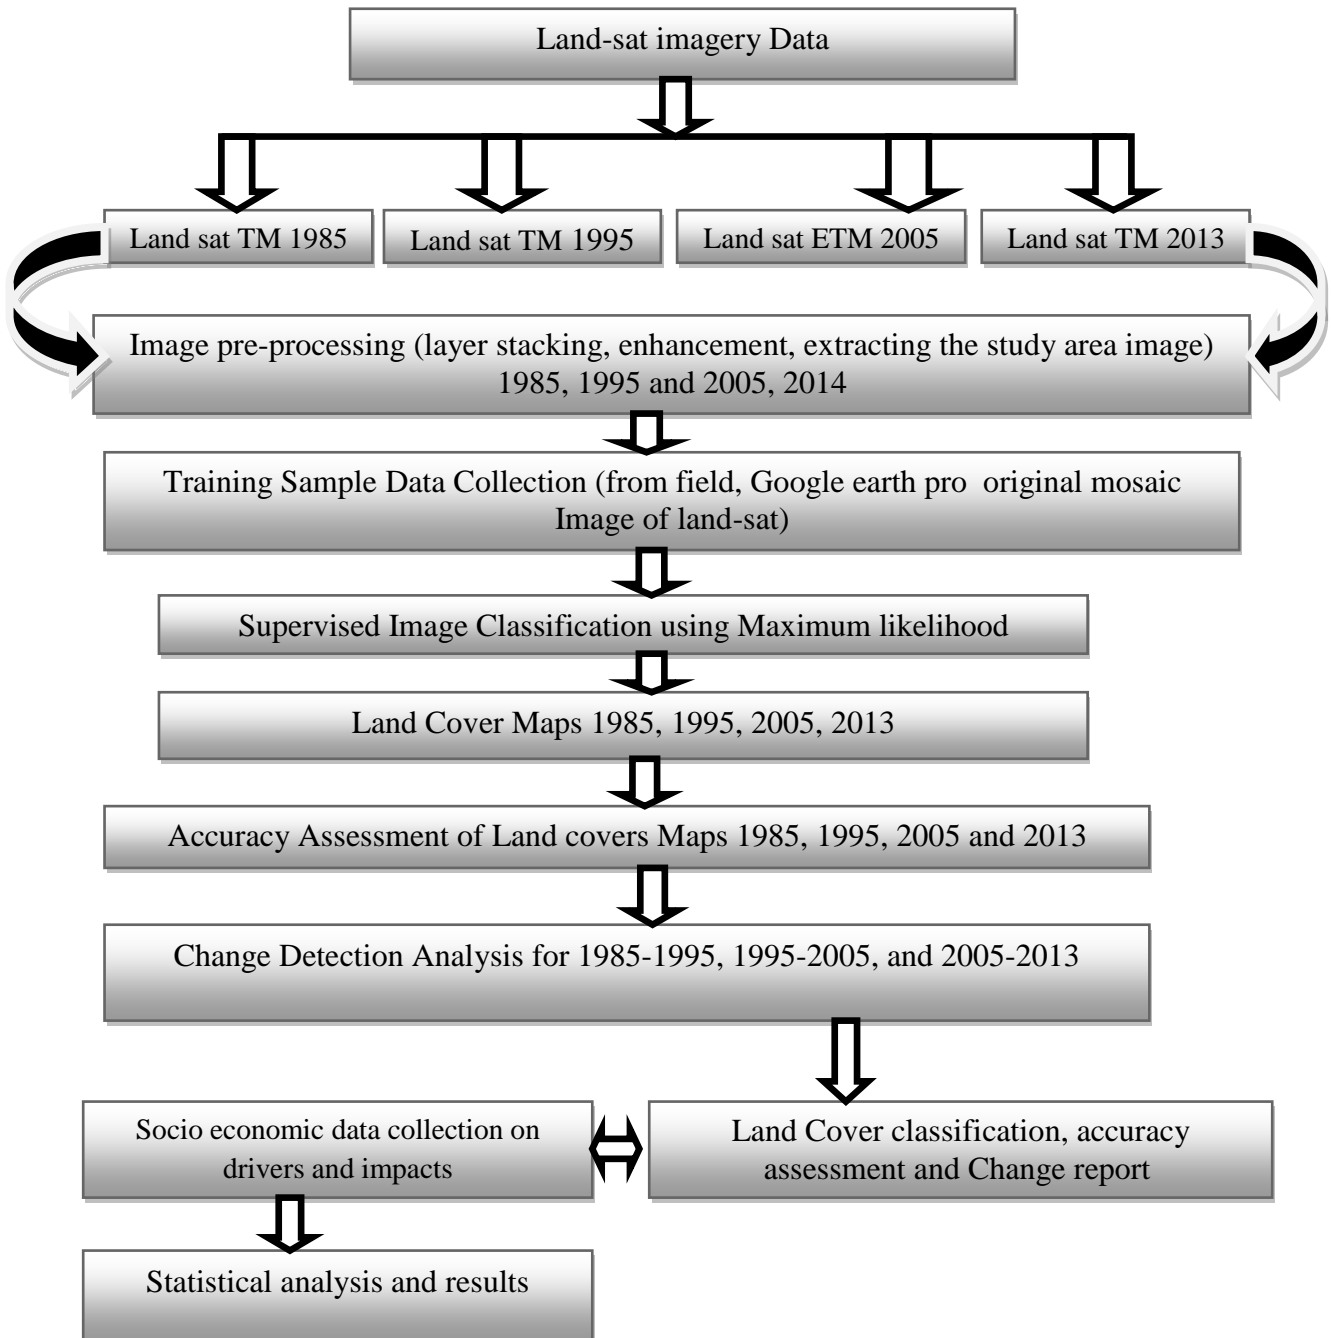 Land-sat imagery Data
Land sat TM 1985
Land sat TM 1995
Land sat ETM 2005
Land sat TM 2013
Image pre-processing (layer stacking, enhancement, extracting the study area image)
1985, 1995 and 2005, 2014
Training Sample Data Collection (from field, Google earth pro original mosaic
Image of land-sat)
Supervised Image Classification using Maximum likelihood
Land Cover Maps 1985, 1995, 2005, 2013
Accuracy Assessment of Land covers Maps 1985, 1995, 2005 and 2013
Change Detection Analysis for 1985-1995, 1995-2005, and 2005-2013
Socio economic data collection on
drivers and impacts
Land Cover classification, accuracy
assessment and Change report
Statistical analysis and results